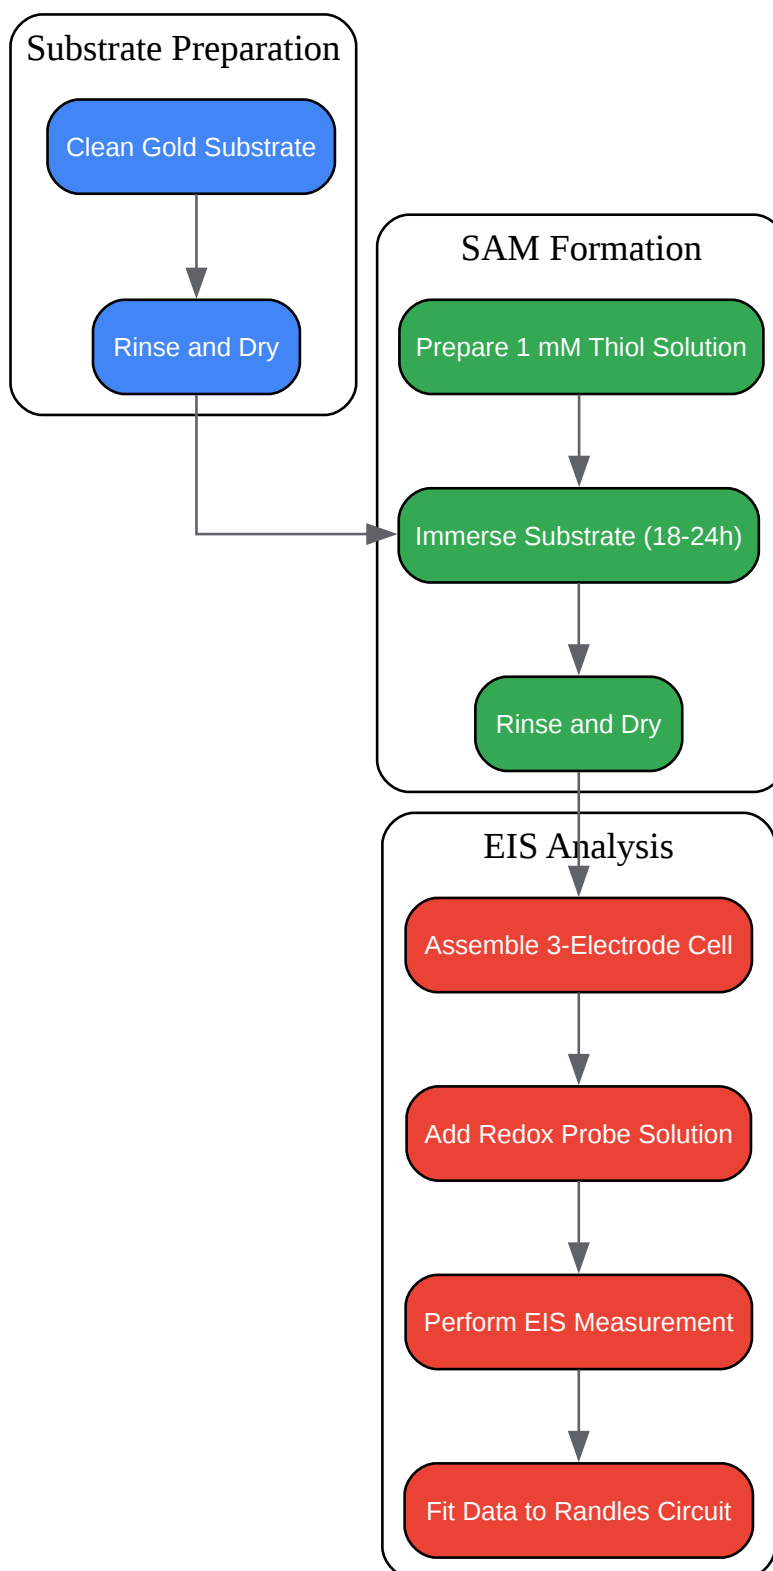 Substrate Preparation
Clean Gold Substrate
Rinse and Dry
SAM Formation
Prepare 1 mM Thiol Solution
Immerse Substrate (18-24h)
Rinse and Dry
EIS Analysis
Assemble 3-Electrode Cell
Add Redox Probe Solution
Perform EIS Measurement
Fit Data to Randles Circuit